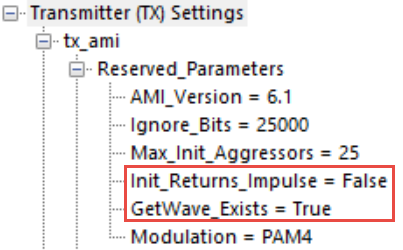 Transmitter (TX) Settings
tx_ami
Reserved_Parameters
AMI_Version = 6.1
Ignore_Bits = 25000
Max_Init_Aggressors = 25
Init_Returns_Impulse = False
GetWave_Exists = True
Modulation = PAM4